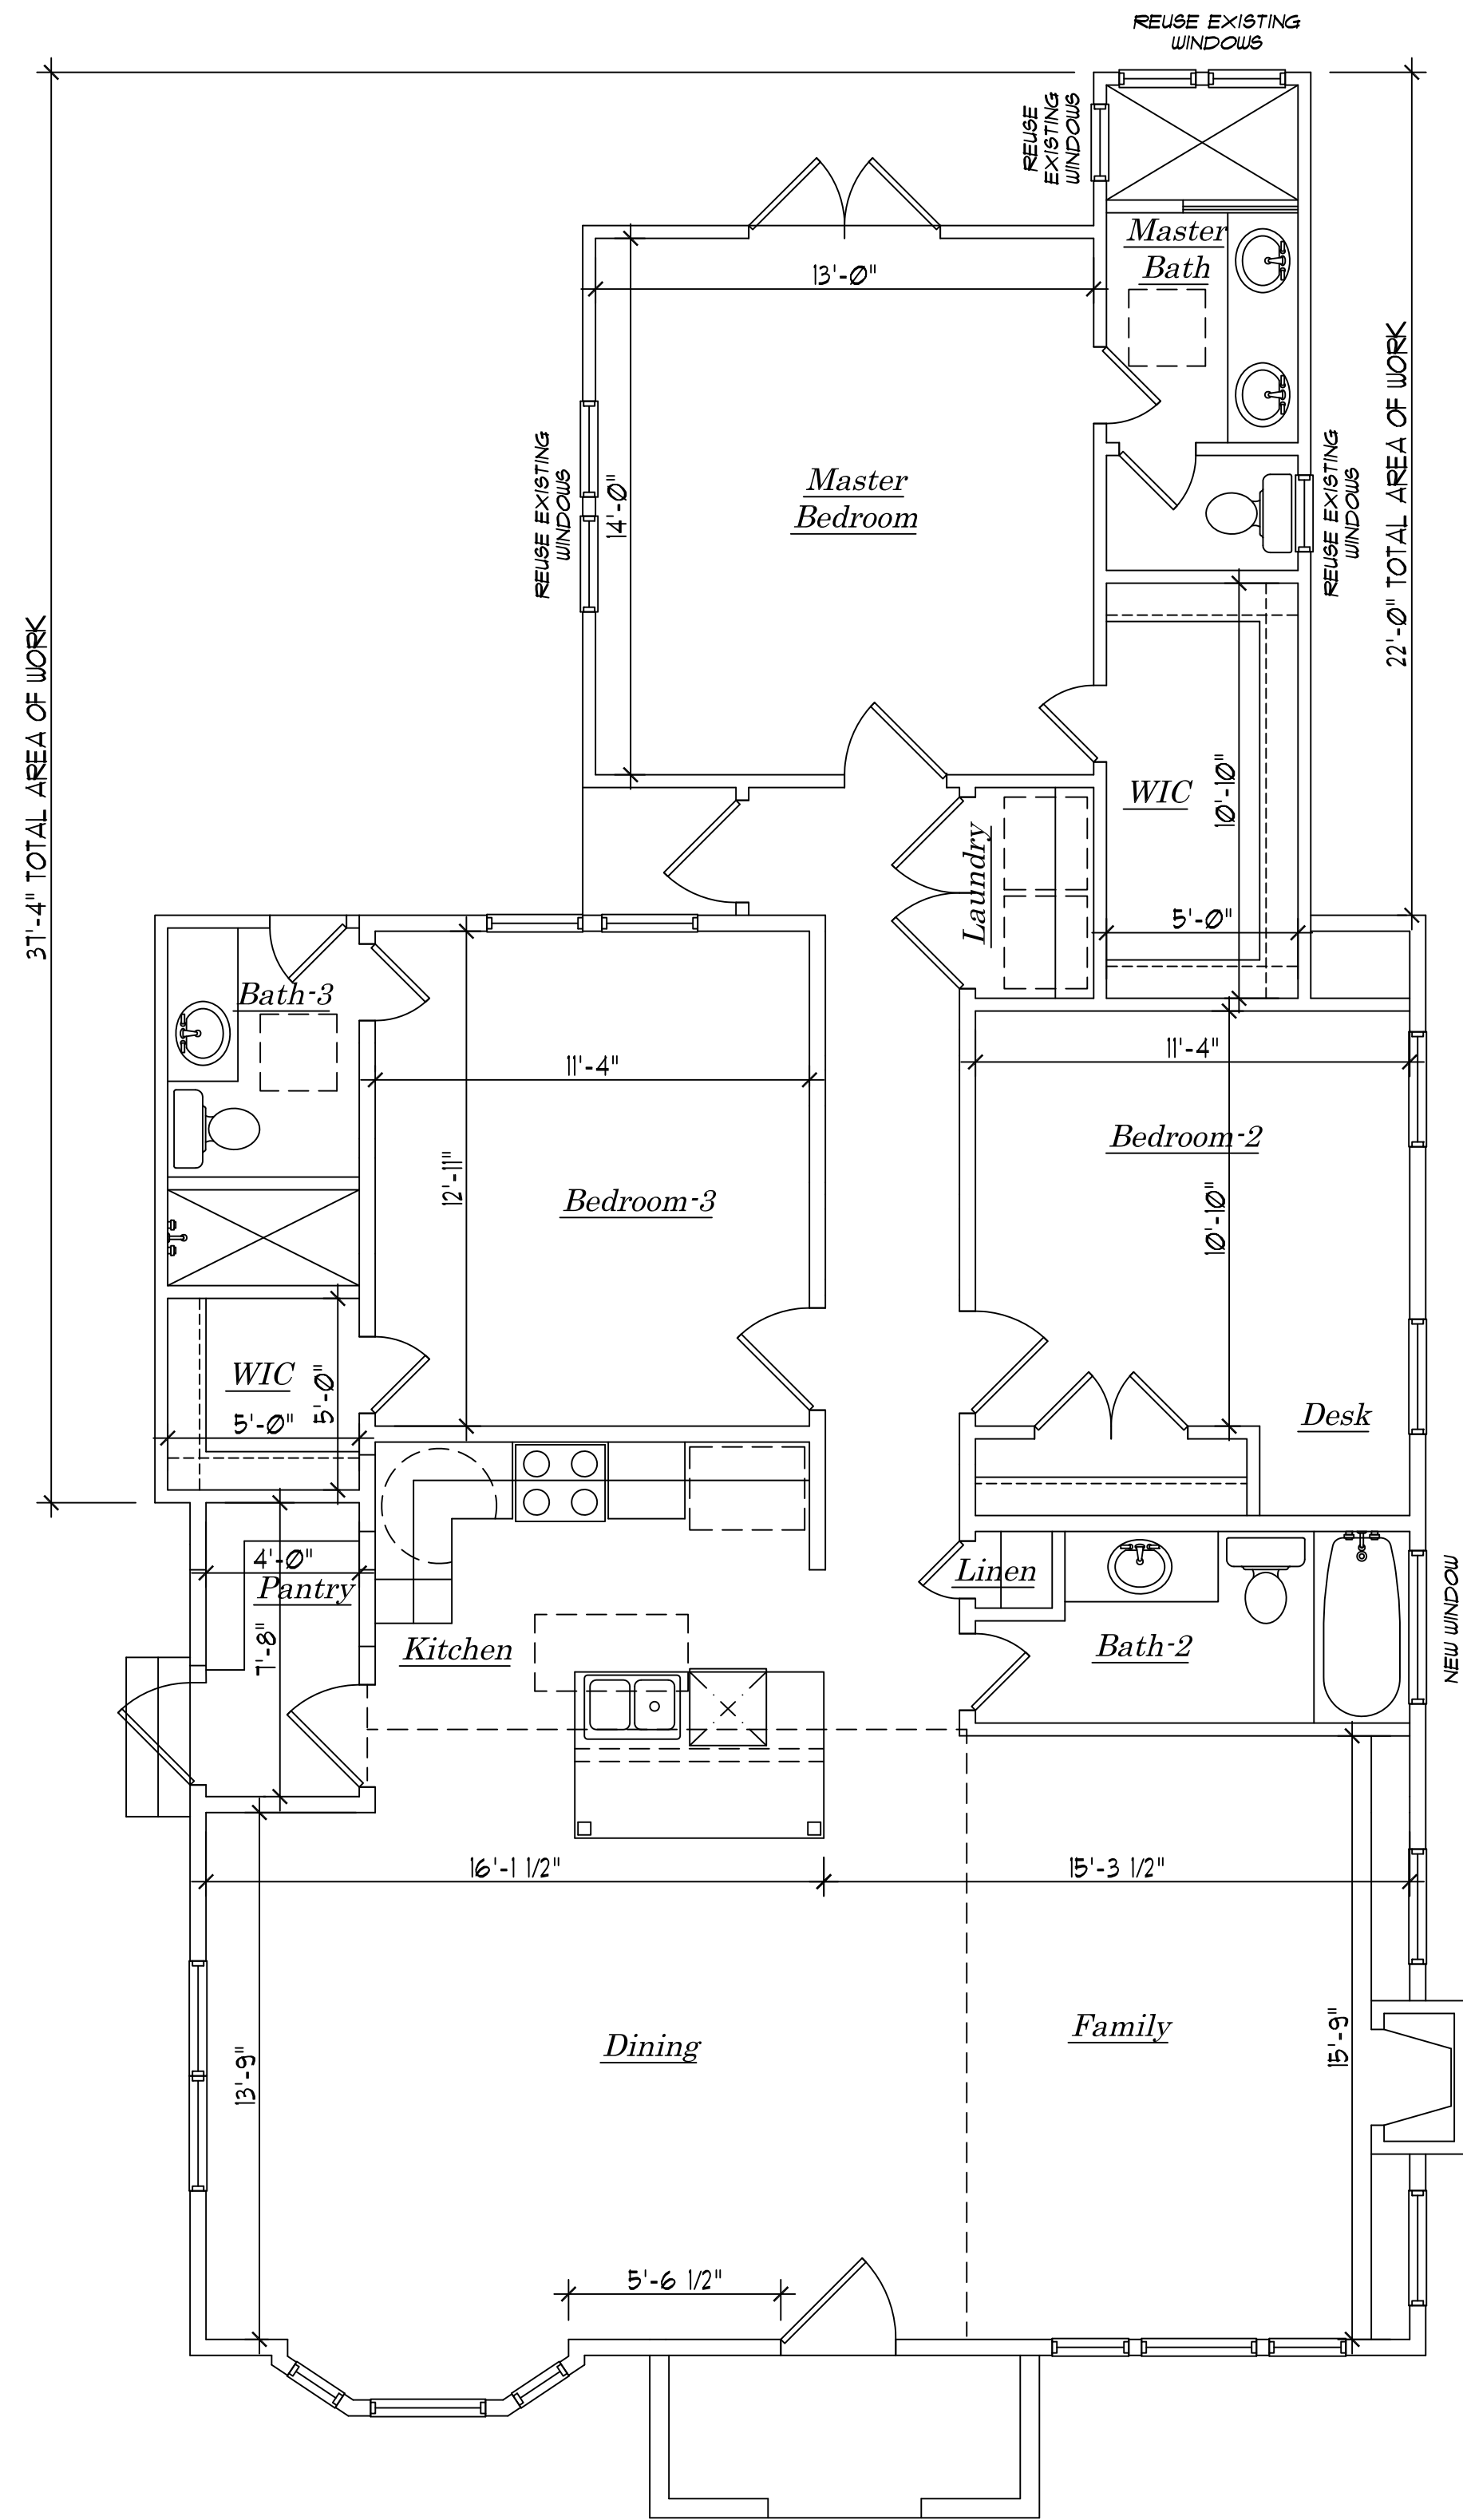 REUSE EXISTING
WINDOWS
REUSE
EXISTING
WINDOWS
Master
Bath
13'-0"
22'-0" TOTAL AREA OF WORK
REUSE EXISTING
WINDOWS
14'-0"
Master
Bedroom
REUSE EXISTING
WINDOWS
37'-4" TOTAL AREA OF WORK
WIC
10'-10"
Laundry
5'-0"
Bath-3
11'-4"
11'-4"
Bedroom-2
12'-11"
Bedroom-3
10'-10"
WIC
5'-0"
5'-0"
Desk
4'-0"
Pantry
7'-8"
Linen
Kitchen
Bath-2
NEW WINDOW
16'-1 1/2"
15'-3 1/2"
Dining
Family
13'-9"
15'-9"
5'-6 1/2"